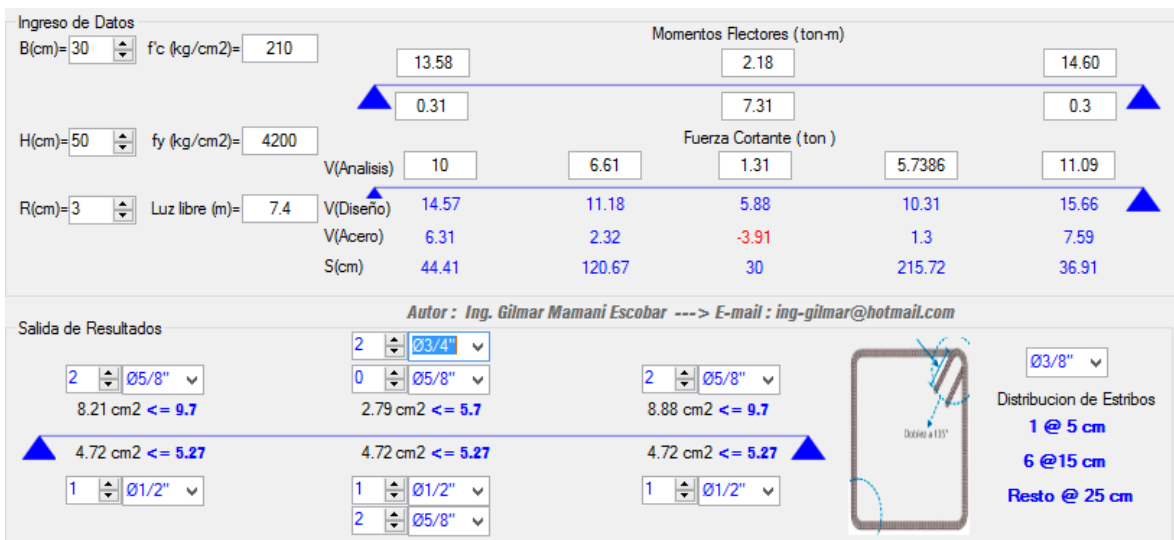 Ingreso de Datos
B(cm)= 30 f'c (kg/cm2)= 210
Momentos Flectores ( ton-m)
13.58 2.18 14.60
0.31 7.31 0.3
H(cm)= 50 fy (kg/cm2)= 4200
Fuerza Cortante ( ton )
V(Analisis) 10 6.61 1.31 5.7386 11.09
R(cm)= 3 Luz libre (m)= 7.4 V(Diseño) 14.57 11.18 5.88 10.31 15.66
V(Acero) 6.31 2.32 -3.91 1.3 7.59
S(cm) 44.41 120.67 30 215.72 36.91
Autor : Ing. Gilmar Mamani Escobar ---> E-mail : ing-gilmar@hotmail.com
Salida de Resultados
2 Ø3/4"
2 Ø5/8" 0 Ø5/8" 2 Ø5/8" Ø3/8"
8.21 cm2 <= 9.7 2.79 cm2 <= 5.7 8.88 cm2 <= 9.7
Distribucion de Estribos
1 @ 5 cm
Doblez a 135°
4.72 cm2 <= 5.27 4.72 cm2 <= 5.27 4.72 cm2 <= 5.27
6 @15 cm
1 Ø1/2" 1 Ø1/2" 1 Ø1/2" Resto @ 25 cm
2 Ø5/8"